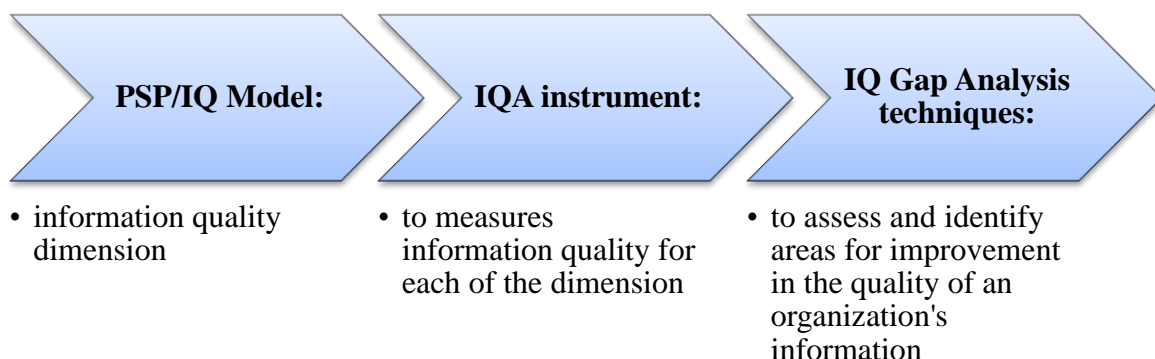 PSP/IQ Model:
• information quality
dimension
IQA instrument:
• to measures
information quality for
each of the dimension
IQ Gap Analysis
techniques:
• to assess and identify
areas for improvement
in the quality of an
organization's
information